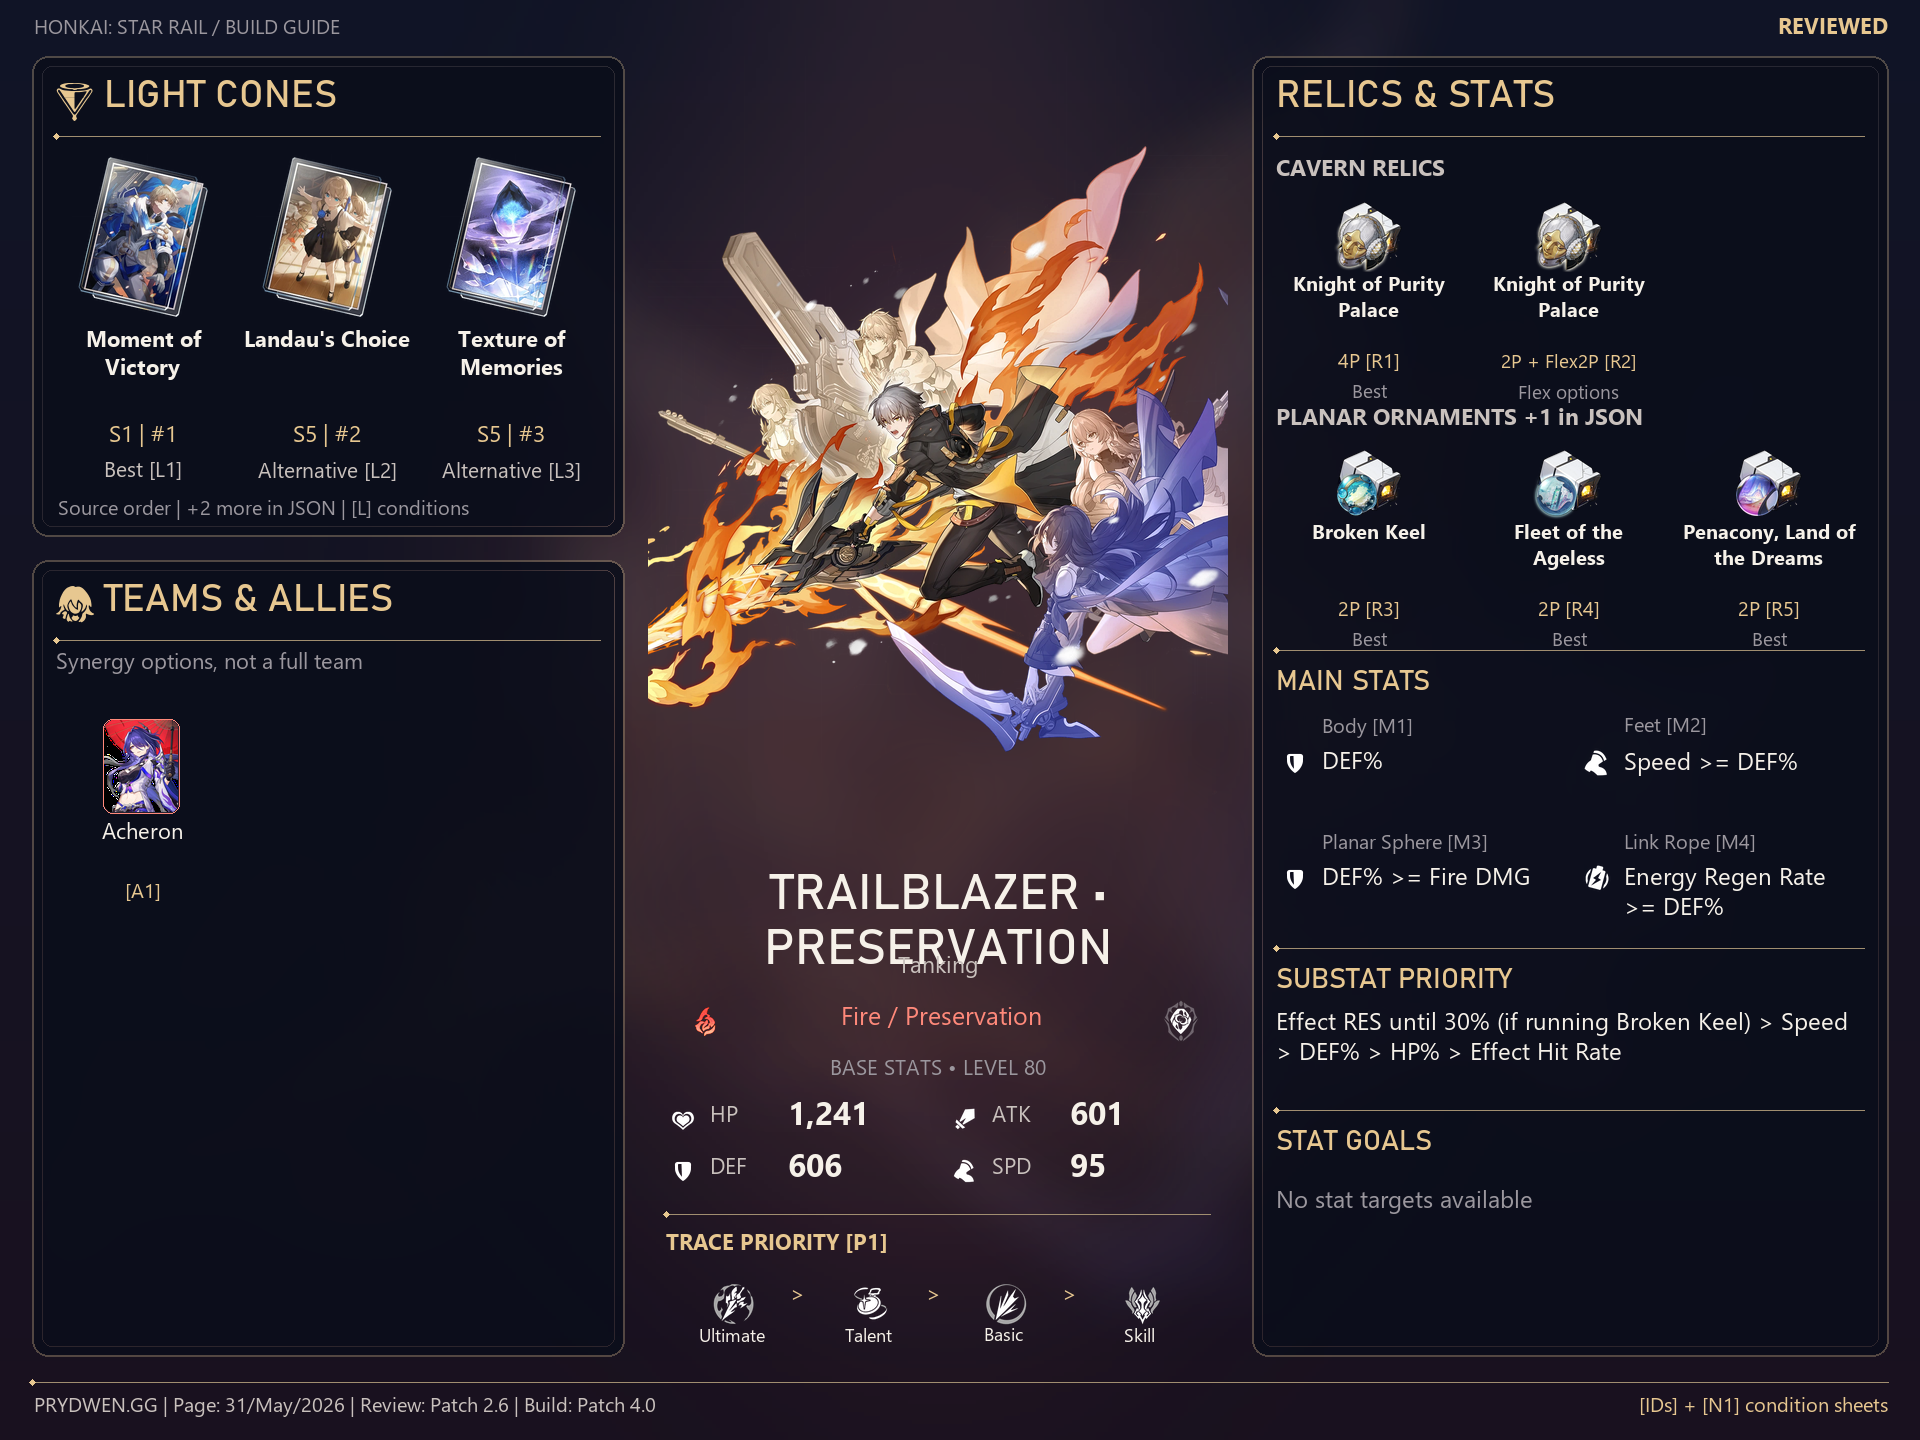 HONKAI: STAR RAIL / BUILD GUIDE
REVIEWED
LIGHT CONES
Moment of Victory
S1 | #1
Best [L1]
Landau's Choice
S5 | #2
Alternative [L2]
Texture of Memories
S5 | #3
Alternative [L3]
Source order | +2 more in JSON | [L] conditions
TEAMS & ALLIES
Synergy options, not a full team
Acheron
[A1]
TRAILBLAZER •
PRESERVATION
Tanking
Fire / Preservation
BASE STATS • LEVEL 80
HP 1,241
ATK 601
DEF 606
SPD 95
TRACE PRIORITY [P1]
Ultimate > Talent > Basic > Skill
RELICS & STATS
CAVERN RELICS
Knight of Purity Palace
4P [R1]
Best
Knight of Purity Palace
2P + Flex2P [R2]
Flex options
PLANAR ORNAMENTS +1 in JSON
Broken Keel
2P [R3]
Best
Fleet of the Ageless
2P [R4]
Best
Penacony, Land of the Dreams
2P [R5]
Best
MAIN STATS
Body [M1]
DEF%
Feet [M2]
Speed >= DEF%
Planar Sphere [M3]
DEF% >= Fire DMG
Link Rope [M4]
Energy Regen Rate
>= DEF%
SUBSTAT PRIORITY
Effect RES until 30% (if running Broken Keel) > Speed
> DEF% > HP% > Effect Hit Rate
STAT GOALS
No stat targets available
PRYDWEN.GG | Page: 31/May/2026 | Review: Patch 2.6 | Build: Patch 4.0
[IDs] + [N1] condition sheets